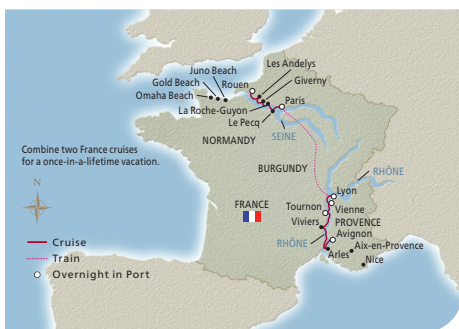 Juno Beach
Les Andelys
Gold Beach
Rouen
Giverny
Omaha Beach
Paris
La Roche-Guyon
Le Pecq
SEINE
NORMANDY
Combine two France cruises
for a once-in-a-lifetime vacation.
BURGUNDY
RHÔNE
N
Lyon
FRANCE
Tournon
Vienne
Viviers
PROVENCE
Avignon
Cruise
RHÔNE
Aix-en-Provence
Train
Arles
Nice
Overnight in Port